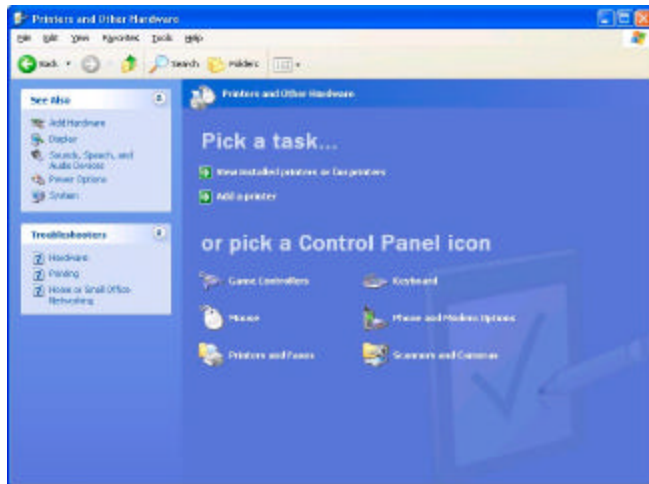 Printers and Other Hardware
File Edit View Favorites Tools Help
Back Search Folders
See Also
Add Hardware
Display
Sounds, Speech, and
Audio Devices
Power Options
System
Troubleshooters
Hardware
Printing
Home or Small Office
Networking
Printers and Other Hardware
Pick a task...
View installed printers or fax printers
Add a printer
or pick a Control Panel icon
Game Controllers
Keyboard
Mouse
Phone and Modem Options
Printers and Faxes
Scanners and Cameras